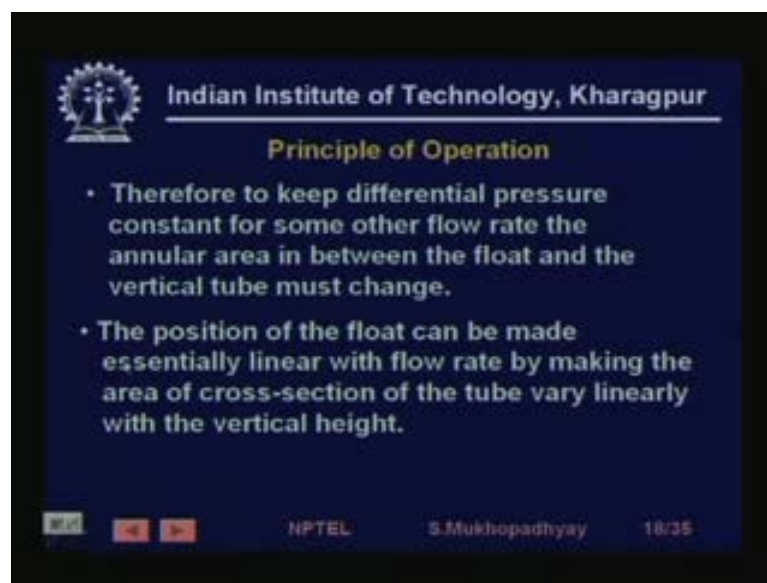 Indian Institute of Technology, Kharagpur
Principle of Operation
• Therefore to keep differential pressure
constant for some other flow rate the
annular area in between the float and the
vertical tube must change.
• The position of the float can be made
essentially linear with flow rate by making the
area of cross-section of the tube vary linearly
with the vertical height.
NPTEL S.Mukhopadhyay 18/35